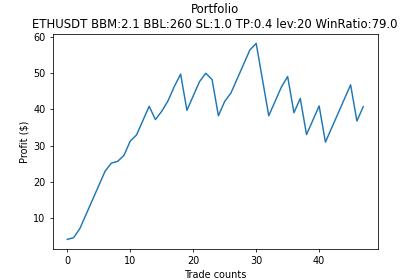 Portfolio
ETHUSDT BBM:2.1 BBL:260 SL:1.0 TP:0.4 lev:20 WinRatio:79.0
60
50
40
30
20
10
Profit ($)
0
10
20
30
40
Trade counts